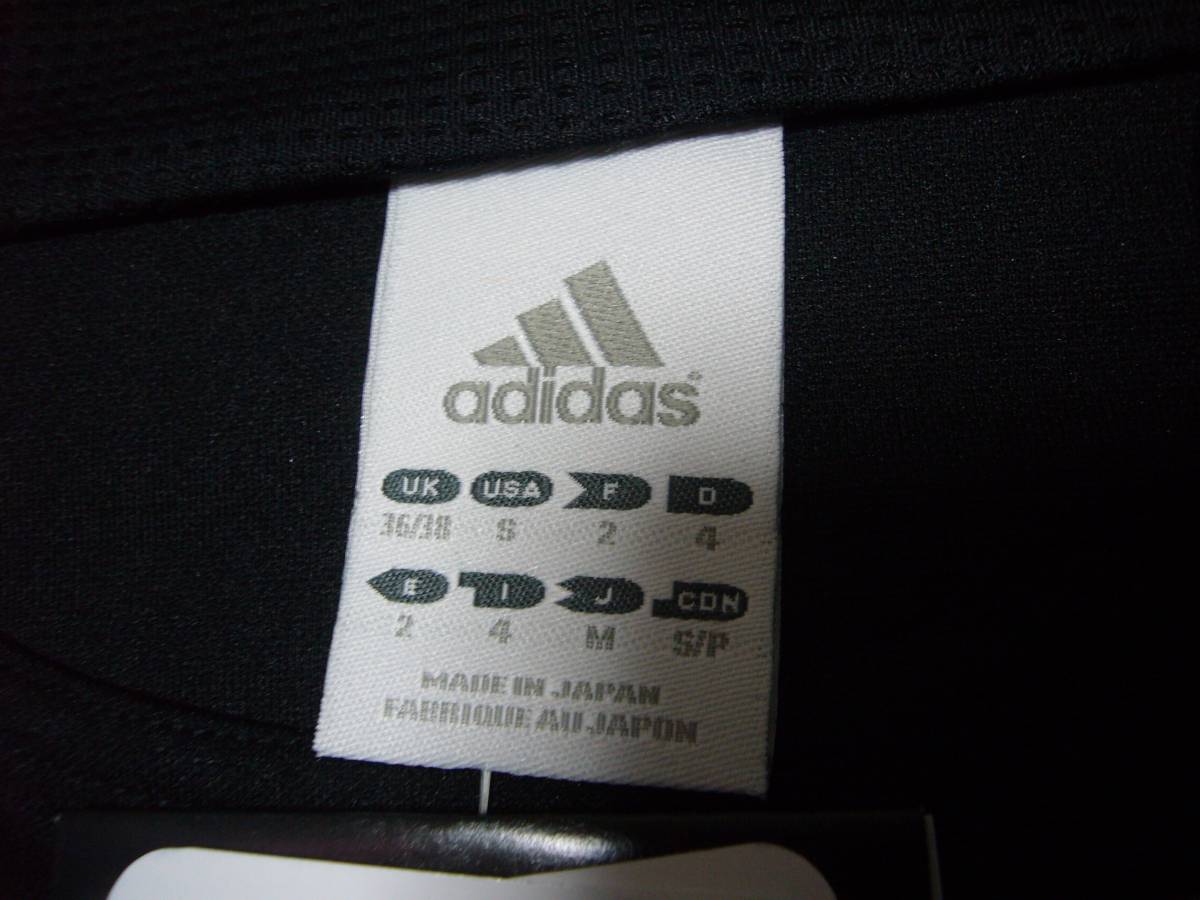 adidas
UK USA F D
36/38 S 2 4
E I J CDN
2 4 M S/P
MADE IN JAPAN
FABRIQUE AU JAPON